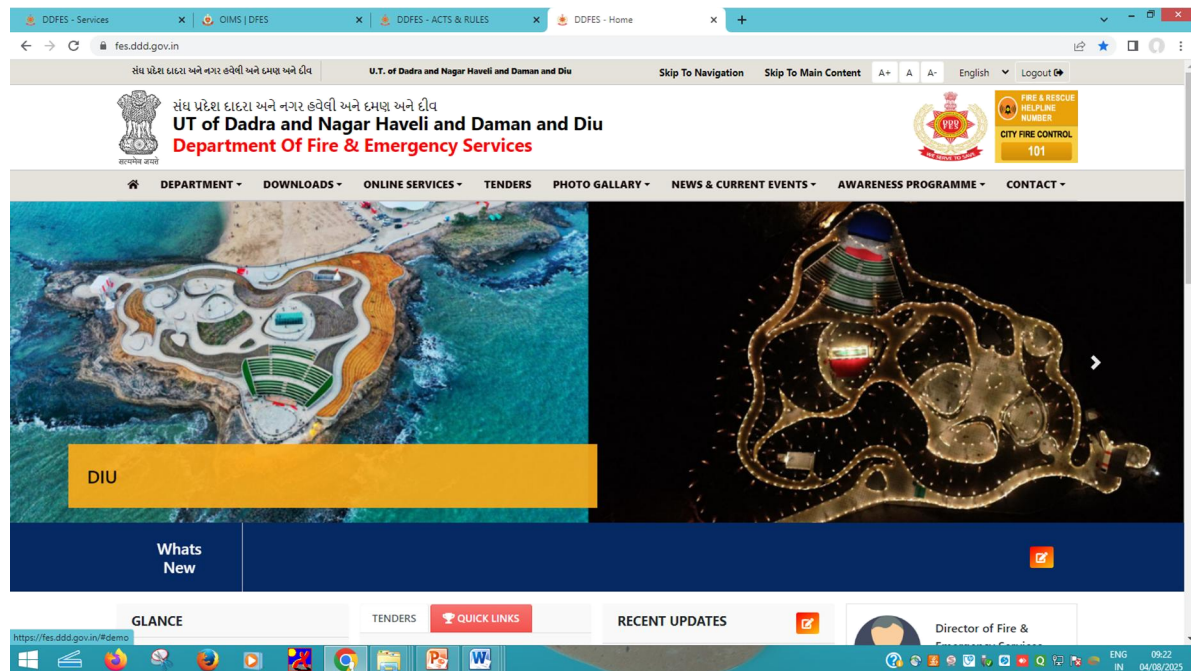 DDFES - Services
OIMS | DFES
DDFES - ACTS & RULES
DDFES - Home
fes.ddd.gov.in
સંઘ પ્રદેશ દાદરા અને નગર હવેલી અને દમણ અને દીવ
U.T. of Dadra and Nagar Haveli and Daman and Diu
Skip To Navigation
Skip To Main Content
A+ A A-
English
Logout
સંઘ પ્રદેશ દાદરા અને નગર હવેલી અને દમણ અને દીવ
UT of Dadra and Nagar Haveli and Daman and Diu
Department Of Fire & Emergency Services
सत्यमेव जयते
DDD
FES
WE SERVE TO SAVE
FIRE & RESCUE
HELPLINE
NUMBER
CITY FIRE CONTROL
101
DEPARTMENT
DOWNLOADS
ONLINE SERVICES
TENDERS
PHOTO GALLARY
NEWS & CURRENT EVENTS
AWARENESS PROGRAMME
CONTACT
DIU
Whats
New
GLANCE
TENDERS
QUICK LINKS
RECENT UPDATES
Director of Fire &
Emergency Services
https://fes.ddd.gov.in/#demo
ENG
IN
09:22
04/08/2025